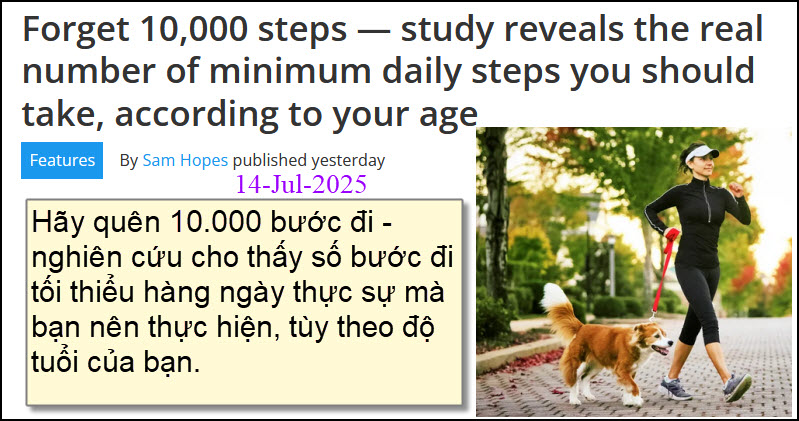 Forget 10,000 steps — study reveals the real
number of minimum daily steps you should
take, according to your age
Features By Sam Hopes published yesterday
14-Jul-2025
Hãy quên 10.000 bước đi -
nghiên cứu cho thấy số bước đi
tối thiểu hàng ngày thực sự mà
bạn nên thực hiện, tùy theo độ
tuổi của bạn.